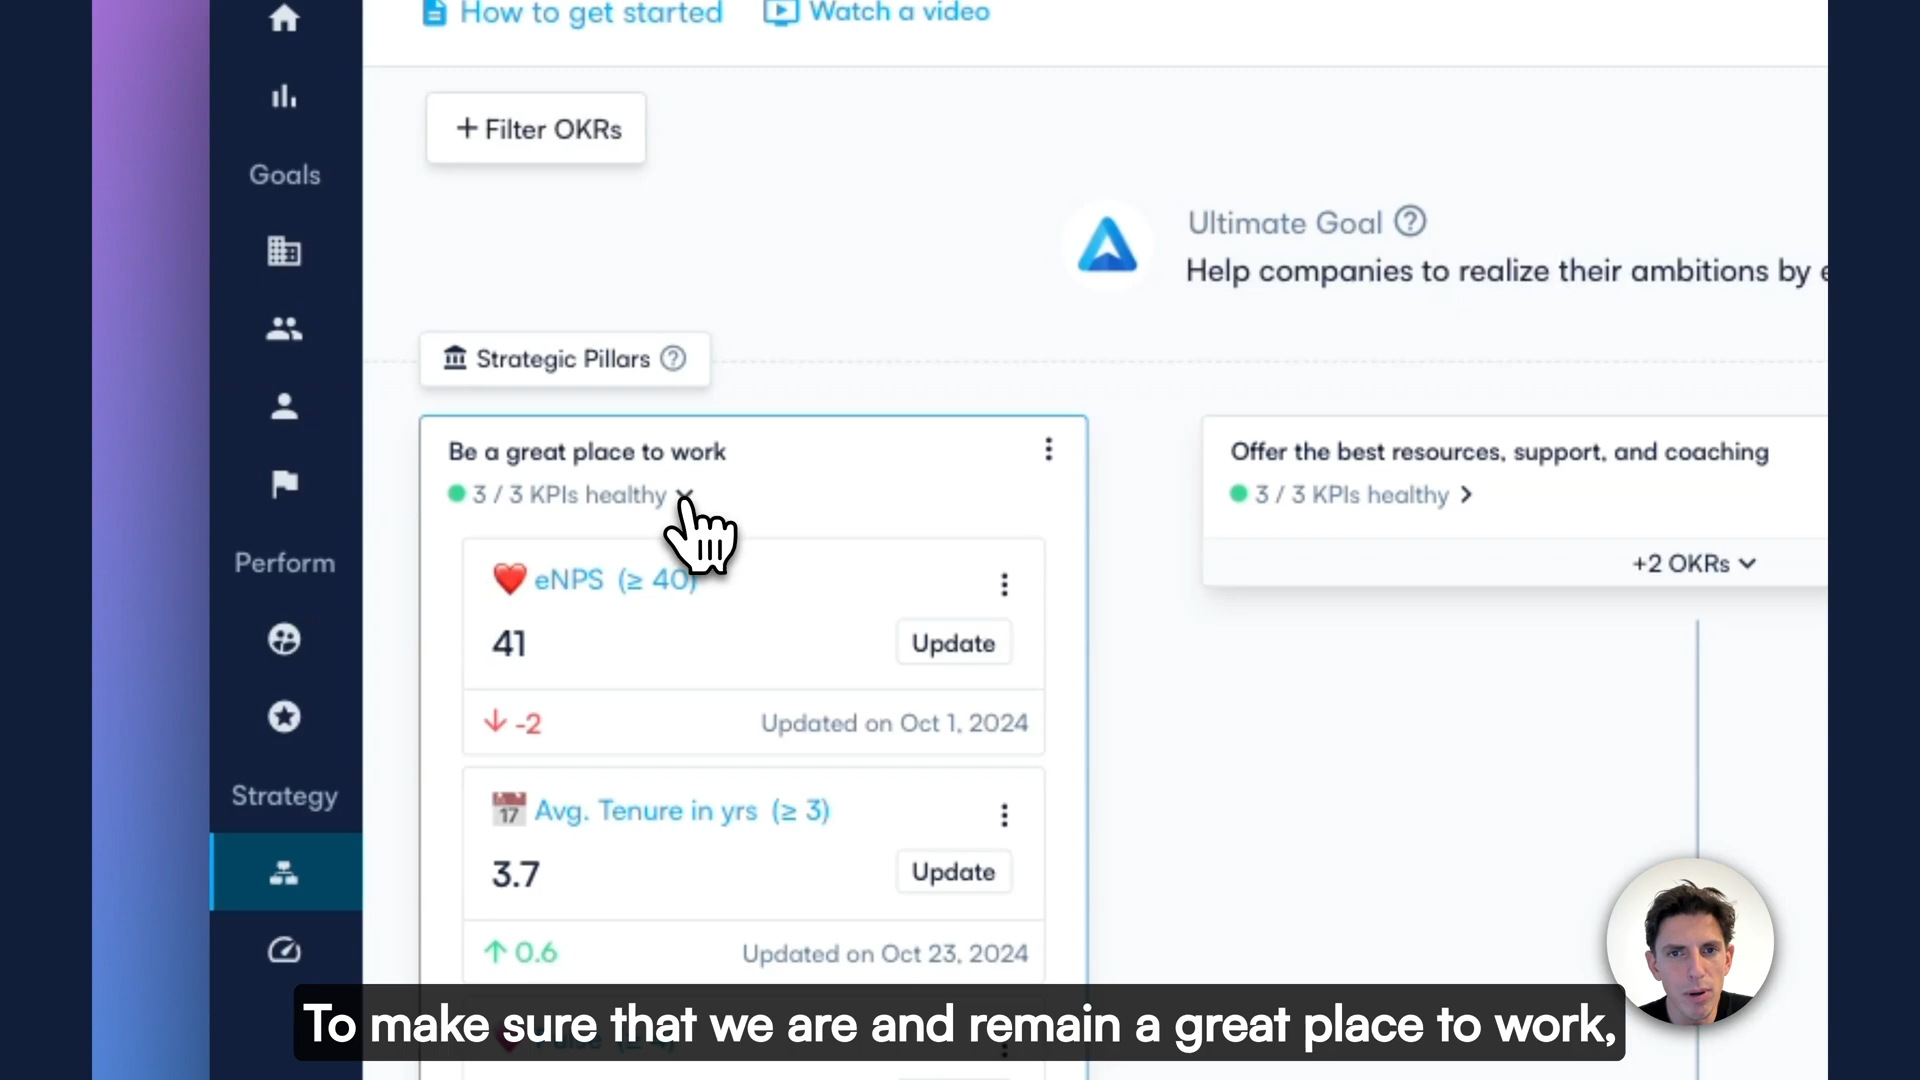 How to get started
Watch a video
+ Filter OKRs
Goals
Ultimate Goal
Help companies to realize their ambitions by
Strategic Pillars
Be a great place to work
3 / 3 KPIs healthy
Offer the best resources, support, and coaching
3 / 3 KPIs healthy
+2 OKRs
Perform
eNPS (≥ 40)
41
Update
-2
Updated on Oct 1, 2024
Strategy
17
Avg. Tenure in yrs (≥ 3)
3.7
Update
0.6
Updated on Oct 23, 2024
To make sure that we are and remain a great place to work,